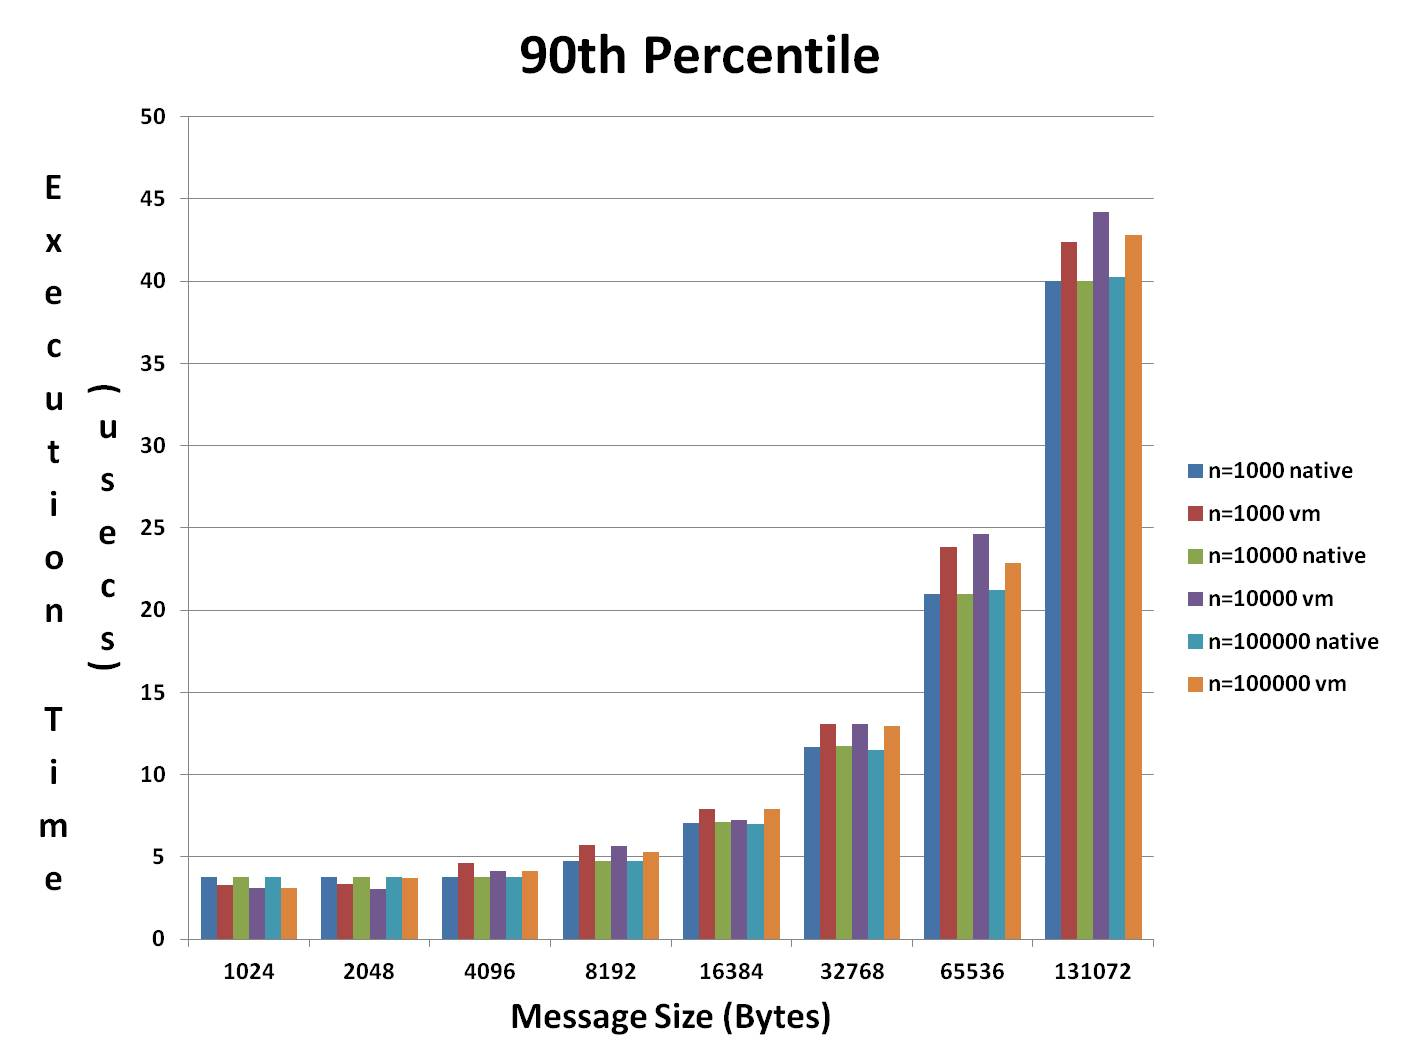 90th Percentile
Execution Time
(usecs)
50
45
40
35
30
25
20
15
10
5
0
1024 2048 4096 8192 16384 32768 65536 131072
Message Size (Bytes)
n=1000 native
n=1000 vm
n=10000 native
n=10000 vm
n=100000 native
n=100000 vm